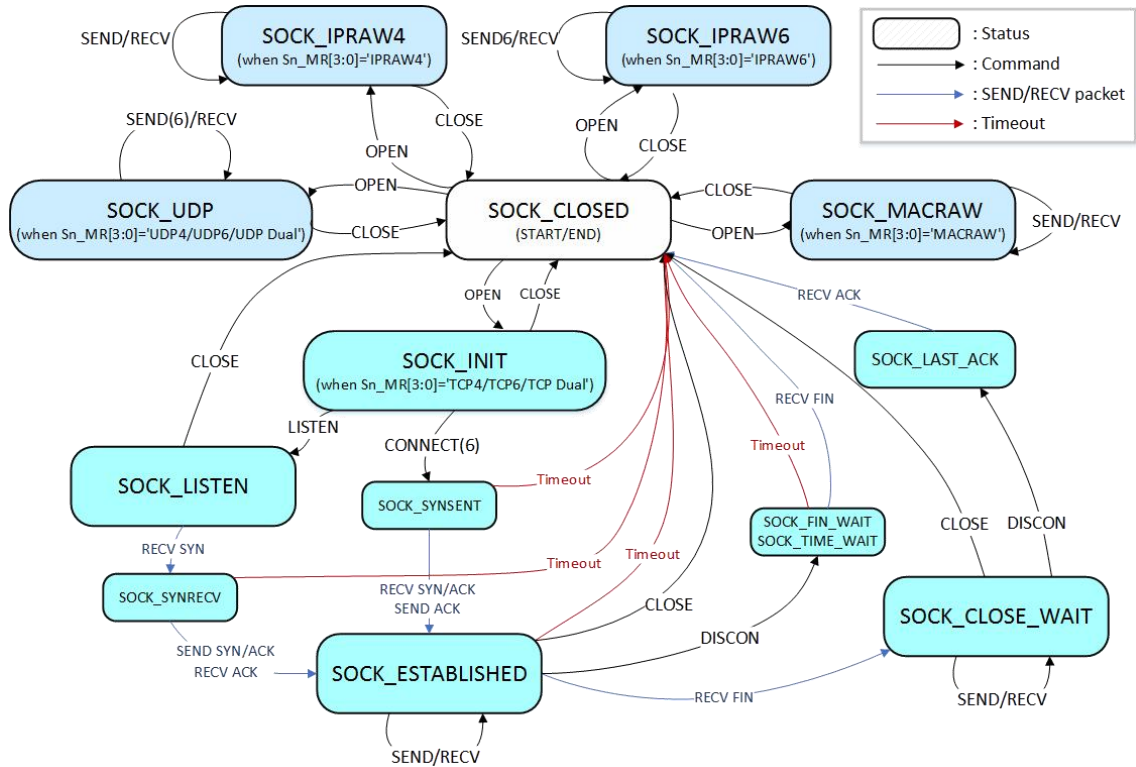 SOCK_IPRAW4
(when Sn_MR[3:0]='IPRAW4')
SEND/RECV
SOCK_IPRAW6
(when Sn_MR[3:0]='IPRAW6')
SEND6/RECV
: Status
: Command
: SEND/RECV packet
: Timeout
CLOSE
OPEN
OPEN
CLOSE
SEND(6)/RECV
SOCK_UDP
(when Sn_MR[3:0]='UDP4/UDP6/UDP Dual')
OPEN
CLOSE
SOCK_CLOSED
(START/END)
CLOSE
OPEN
SOCK_MACRAW
(when Sn_MR[3:0]='MACRAW')
SEND/RECV
OPEN
CLOSE
RECV ACK
SOCK_INIT
(when Sn_MR[3:0]='TCP4/TCP6/TCP Dual')
SOCK_LAST_ACK
CLOSE
RECV FIN
LISTEN
CONNECT(6)
Timeout
SOCK_LISTEN
SOCK_SYNSENT
Timeout
SOCK_FIN_WAIT
SOCK_TIME_WAIT
CLOSE
DISCON
RECV SYN
Timeout
Timeout
SOCK_SYNRECV
RECV SYN/ACK
SEND ACK
CLOSE
SOCK_CLOSE_WAIT
SEND SYN/ACK
RECV ACK
DISCON
SOCK_ESTABLISHED
RECV FIN
SEND/RECV
SEND/RECV